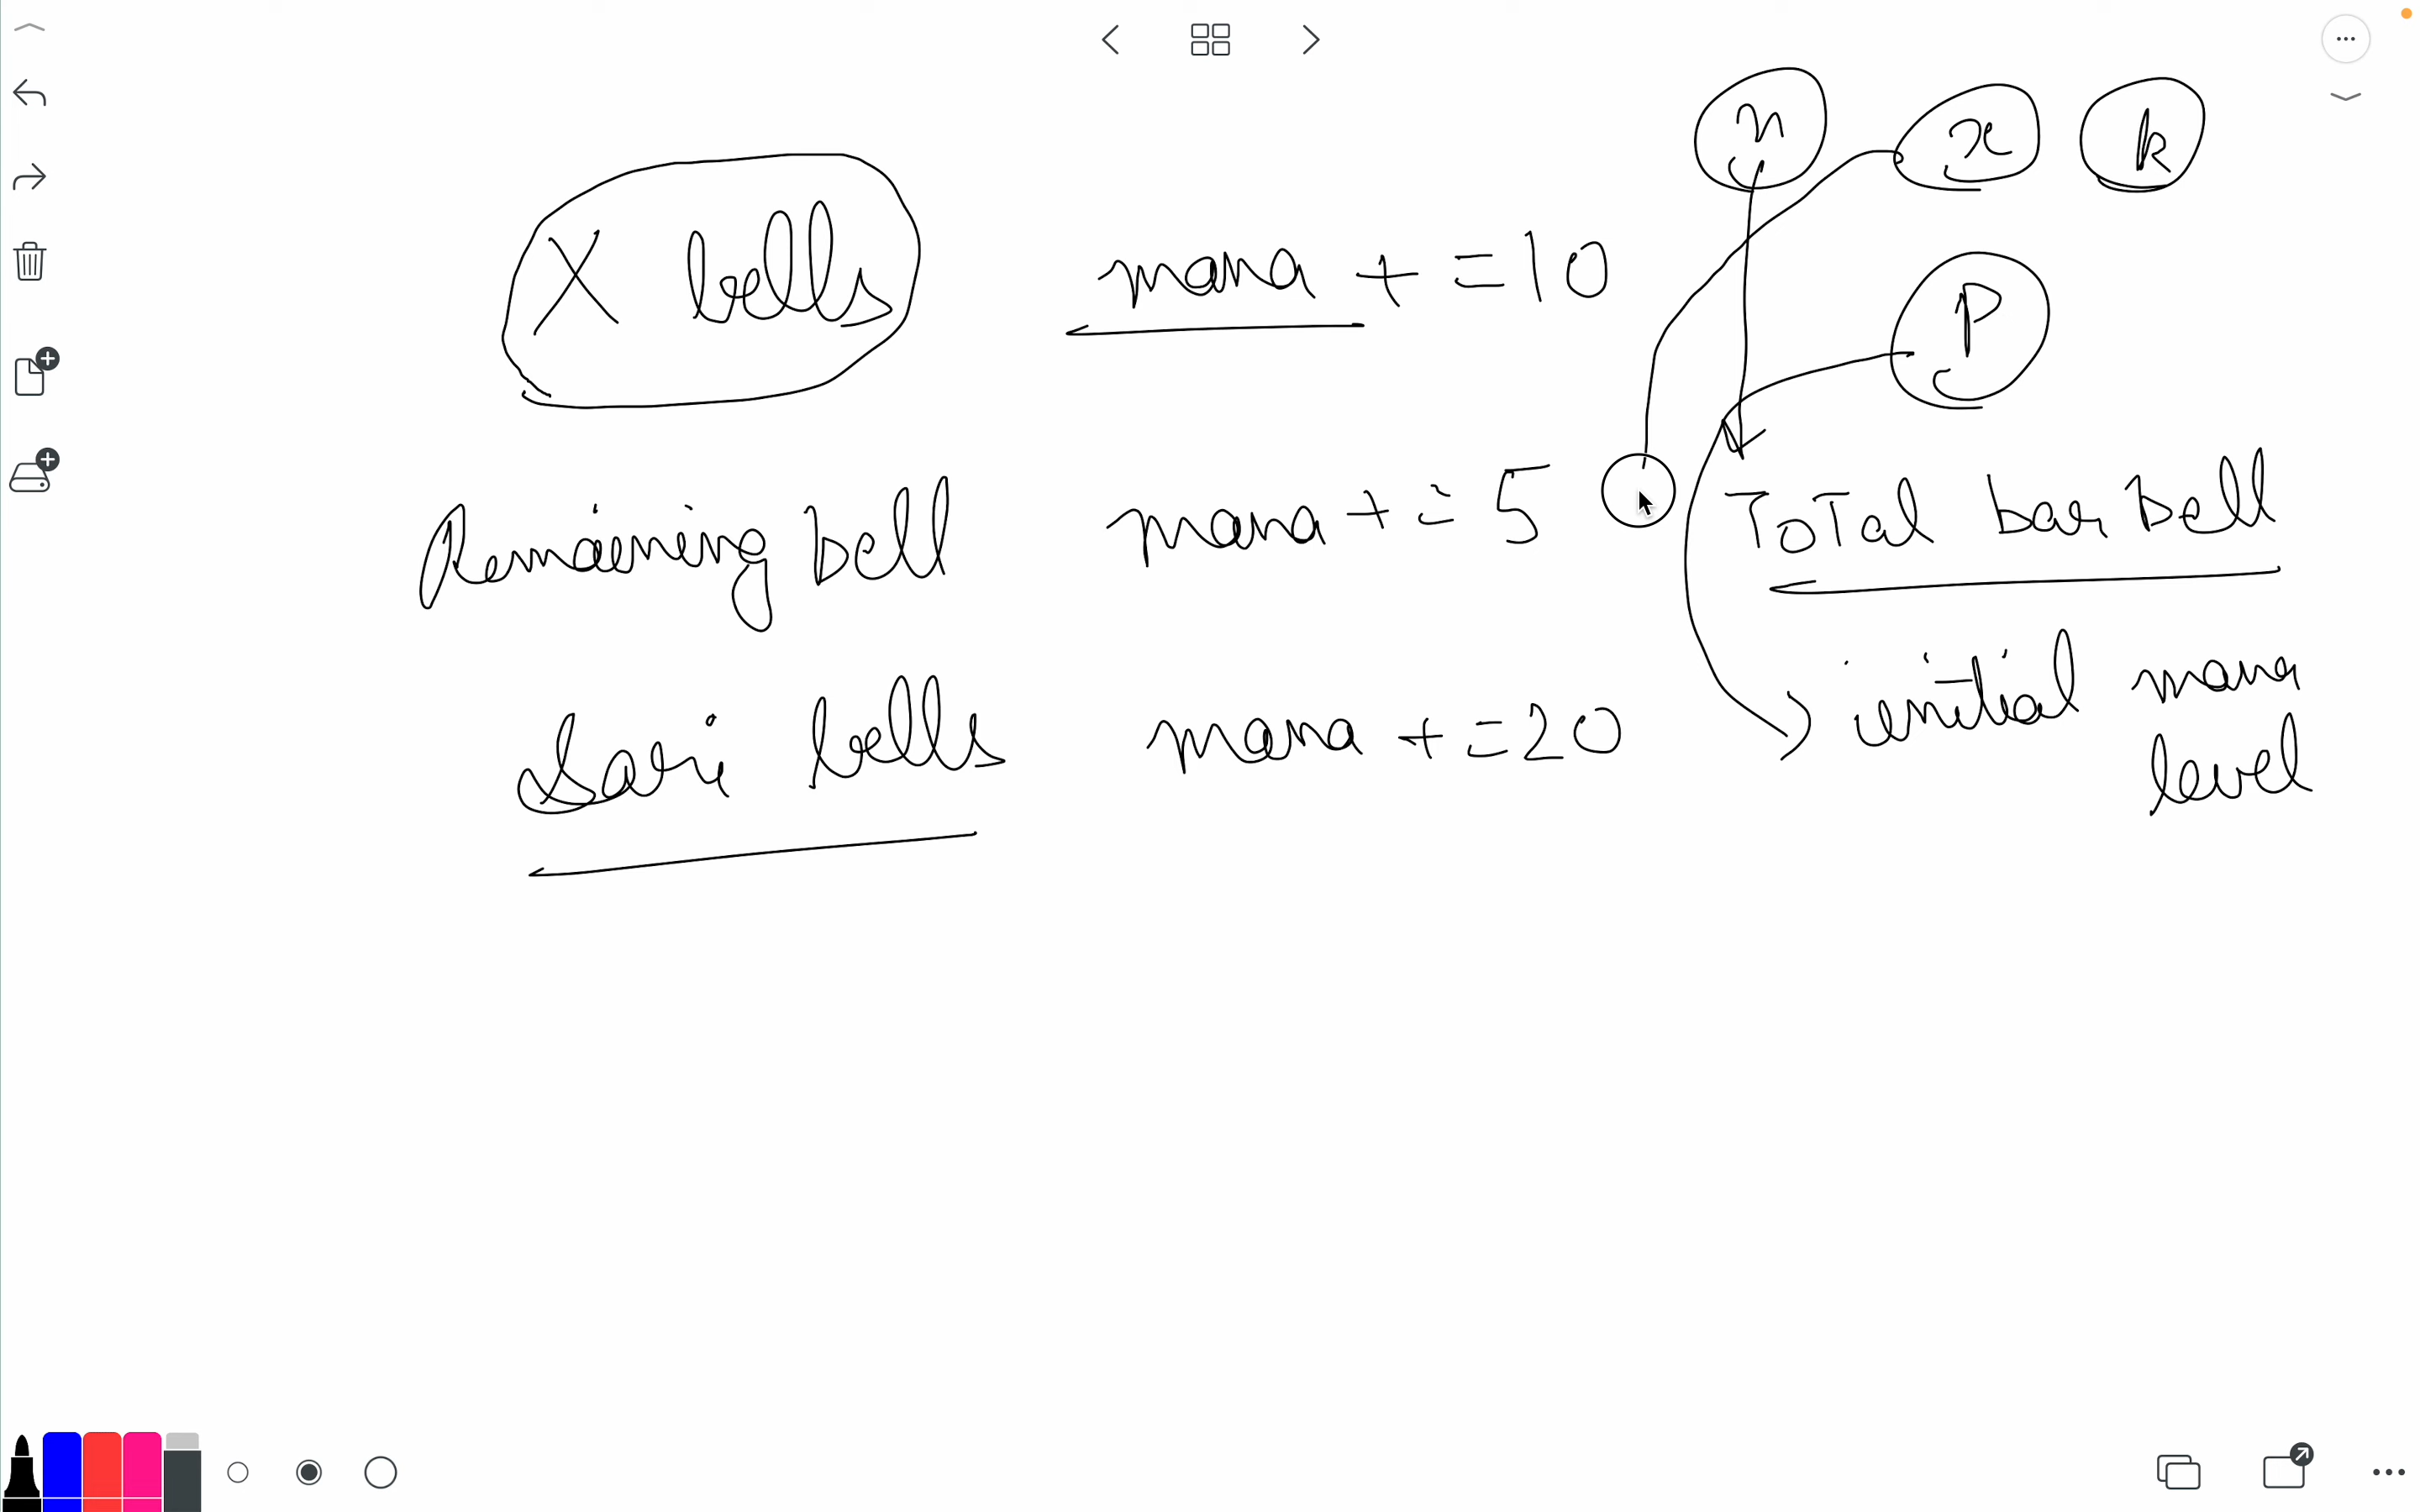 n x k
X bells mana + = 10
P
Remaining bell mana + = 5 Total bar bell
initial mana
level
Sari bells mana + = 20